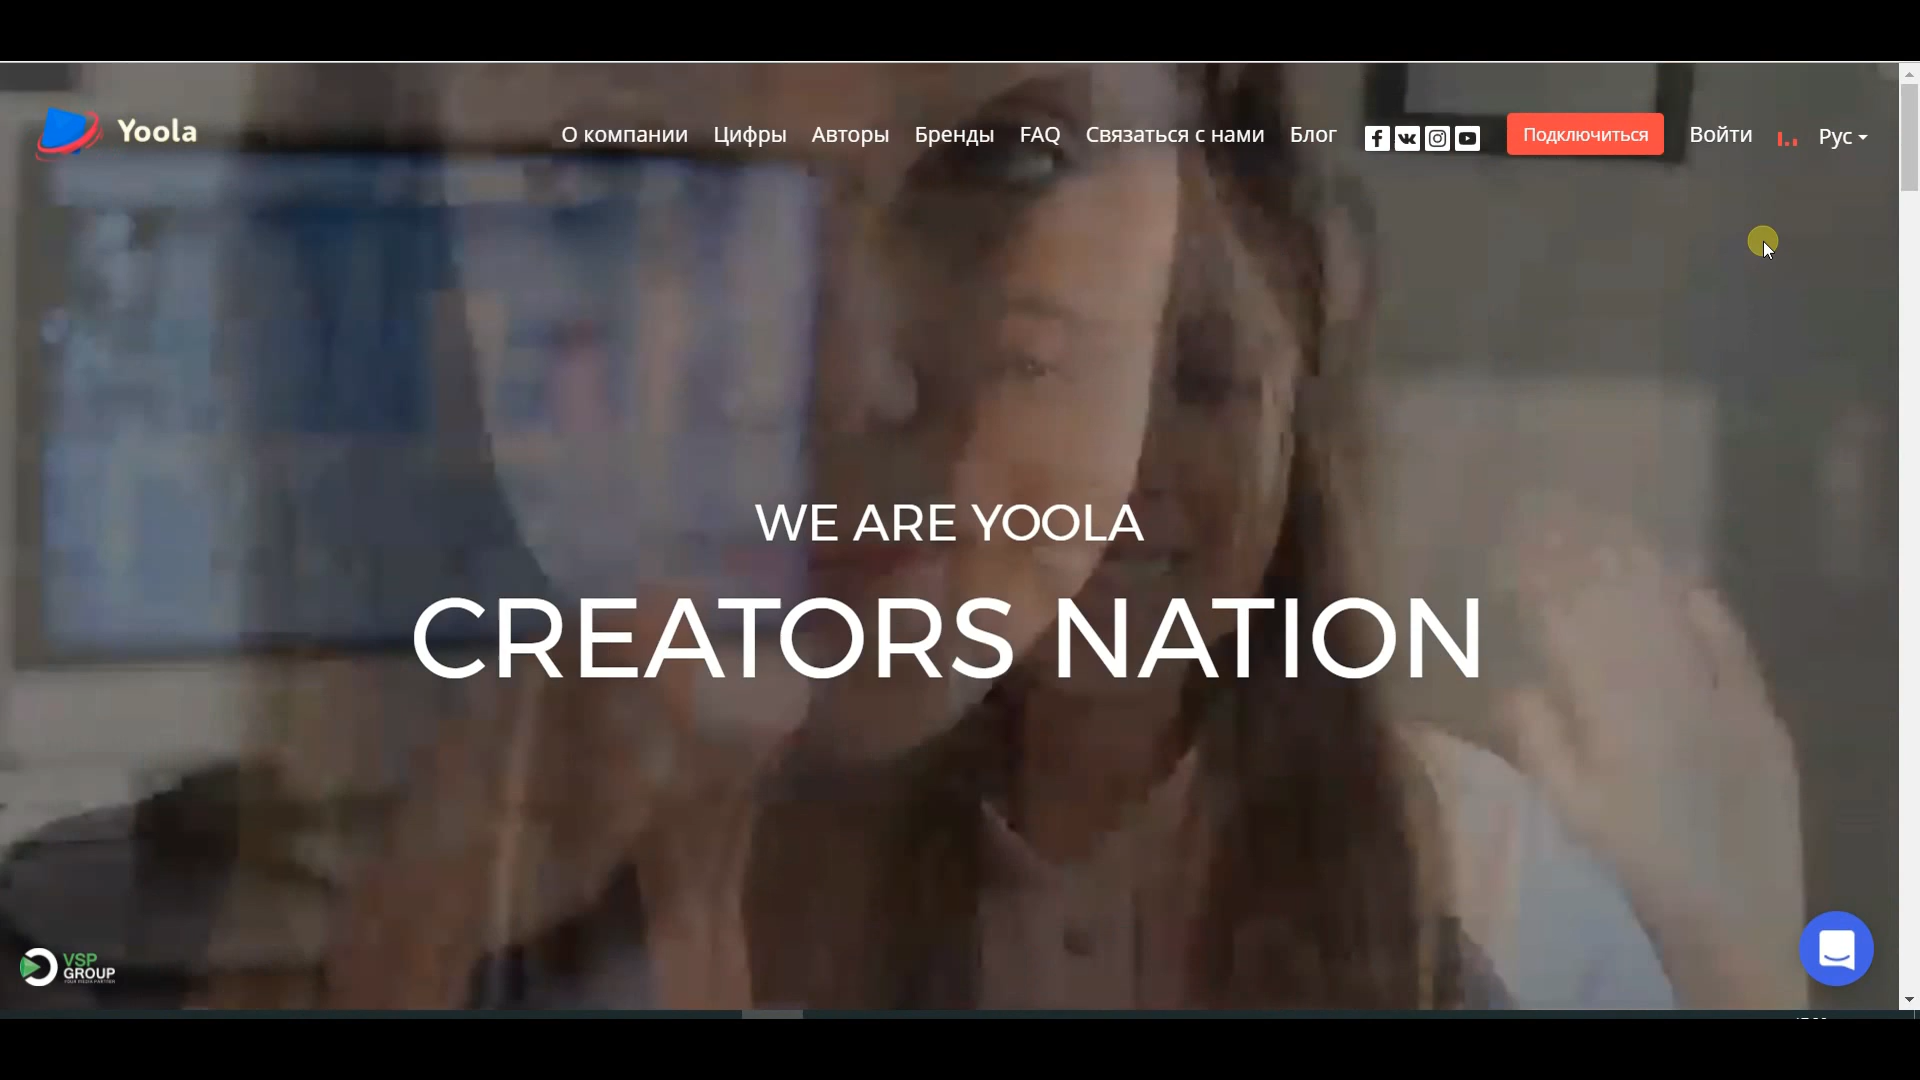 Yoola
О компании Цифры Авторы Бренды FAQ Связаться с нами Блог Подключиться Войти Рус
WE ARE YOOLA
CREATORS NATION
VSP
GROUP